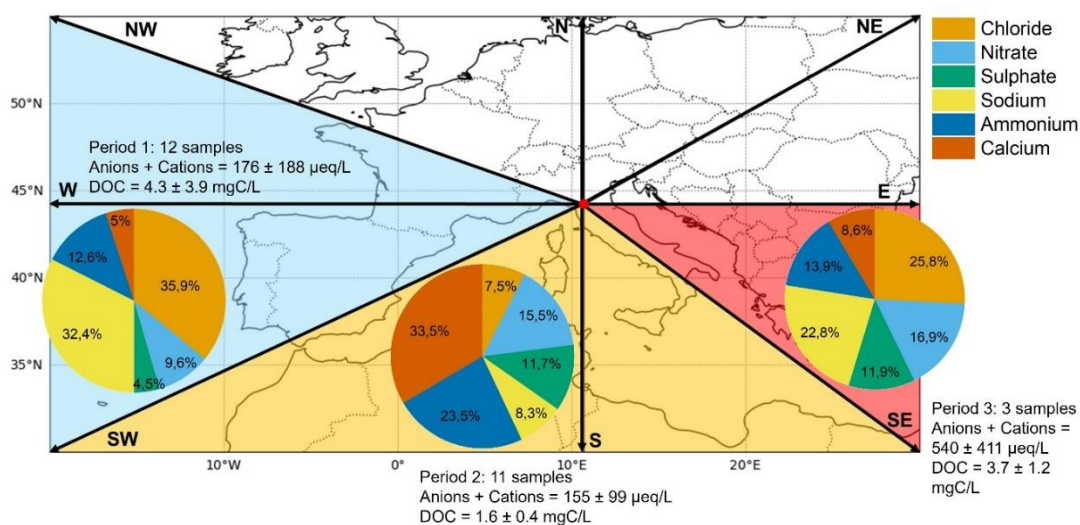 NW
N
NE
Chloride
Nitrate
Sulphate
Sodium
Ammonium
Calcium
50°N
Period 1: 12 samples
Anions + Cations = 176 ± 188 µeq/L
DOC = 4.3 ± 3.9 mgC/L
45°N
W
E
5%
12,6%
35,9%
32,4%
9,6%
4,5%
40°N
7,5%
15,5%
33,5%
11,7%
23,5%
8,3%
8,6%
25,8%
13,9%
22,8%
16,9%
11,9%
35°N
SW
S
SE
10°W
0°
10°E
20°E
Period 2: 11 samples
Anions + Cations = 155 ± 99 µeq/L
DOC = 1.6 ± 0.4 mgC/L
Period 3: 3 samples
Anions + Cations =
540 ± 411 µeq/L
DOC = 3.7 ± 1.2
mgC/L